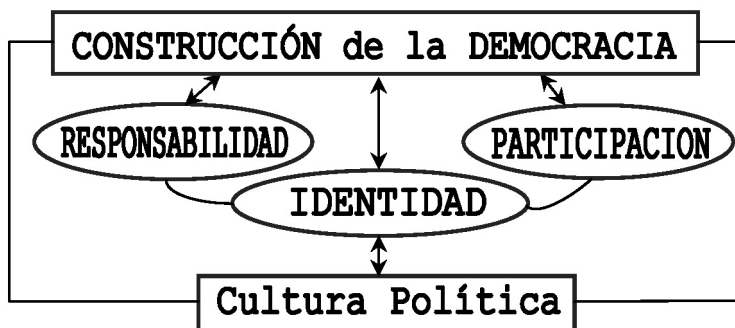 CONSTRUCCIÓN de la DEMOCRACIA
RESPONSABILIDAD
PARTICIPACION
IDENTIDAD
Cultura Política